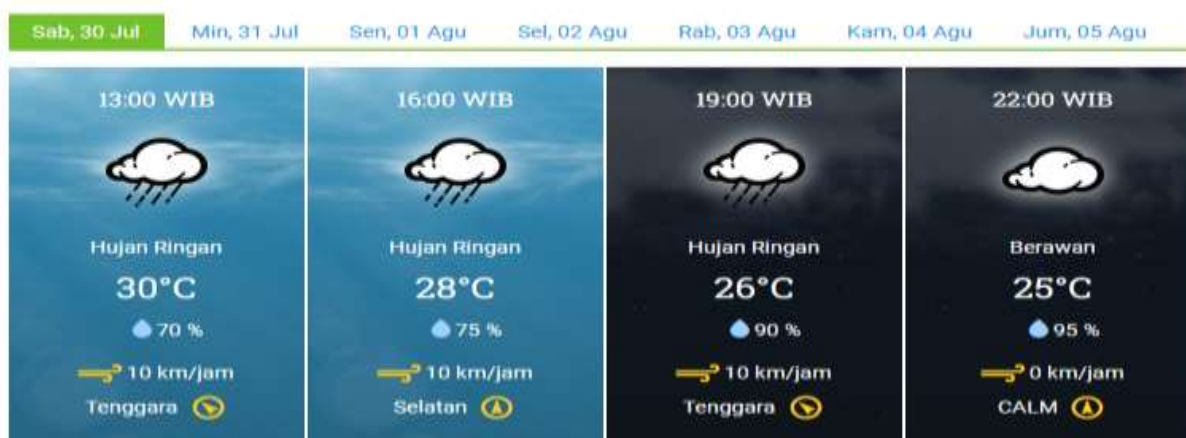 Sab, 30 Jul
Min, 31 Jul
Sen, 01 Agu
Sel, 02 Agu
Rab, 03 Agu
Kam, 04 Agu
Jum, 05 Agu
13:00 WIB
Hujan Ringan
30°C
70 %
10 km/jam
Tenggara
16:00 WIB
Hujan Ringan
28°C
75 %
10 km/jam
Selatan
19:00 WIB
Hujan Ringan
26°C
90 %
10 km/jam
Tenggara
22:00 WIB
Berawan
25°C
95 %
0 km/jam
CALM